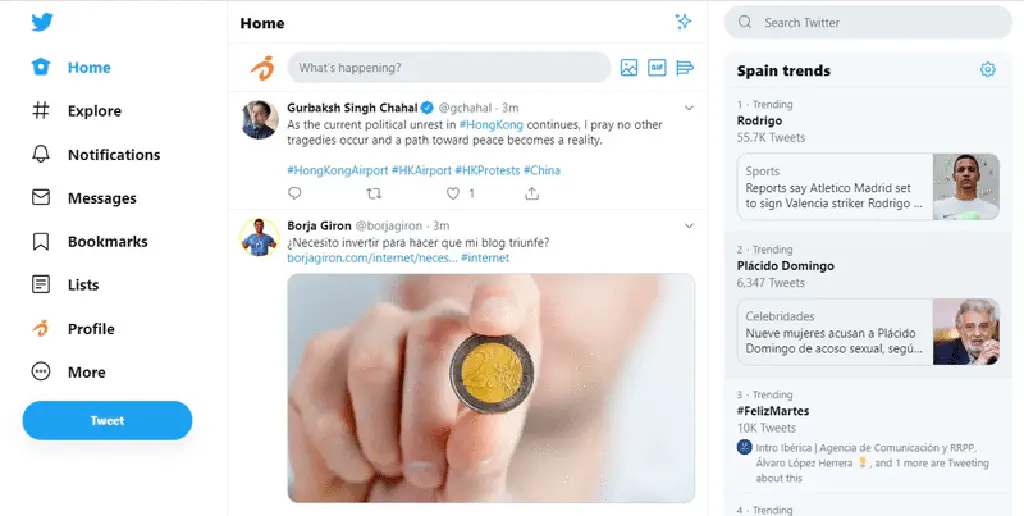 Home
Explore
Notifications
Messages
Bookmarks
Lists
Profile
More
Tweet
Home
What's happening?
GIF
Gurbaksh Singh Chahal @gchahal · 3m
As the current political unrest in #HongKong continues, I pray no other
tragedies occur and a path toward peace becomes a reality.
#HongKongAirport #HKAirport #HKProtests #China
1
Borja Giron @borjagiron · 3m
¿Necesito invertir para hacer que mi blog triunfe?
borjagiron.com/internet/neces... #internet
2
Search Twitter
Spain trends
1 · Trending
Rodrigo
55.7K Tweets
Sports
Reports say Atletico Madrid set
to sign Valencia striker Rodrigo ...
2 · Trending
Plácido Domingo
6,347 Tweets
Celebridades
Nueve mujeres acusan a Plácido
Domingo de acoso sexual, segú...
3 · Trending
#FelizMartes
10K Tweets
Intro Ibérica | Agencia de Comunicación y RRPP,
Álvaro López Herrera 💡, and 1 more are Tweeting
about this
4 · Trending